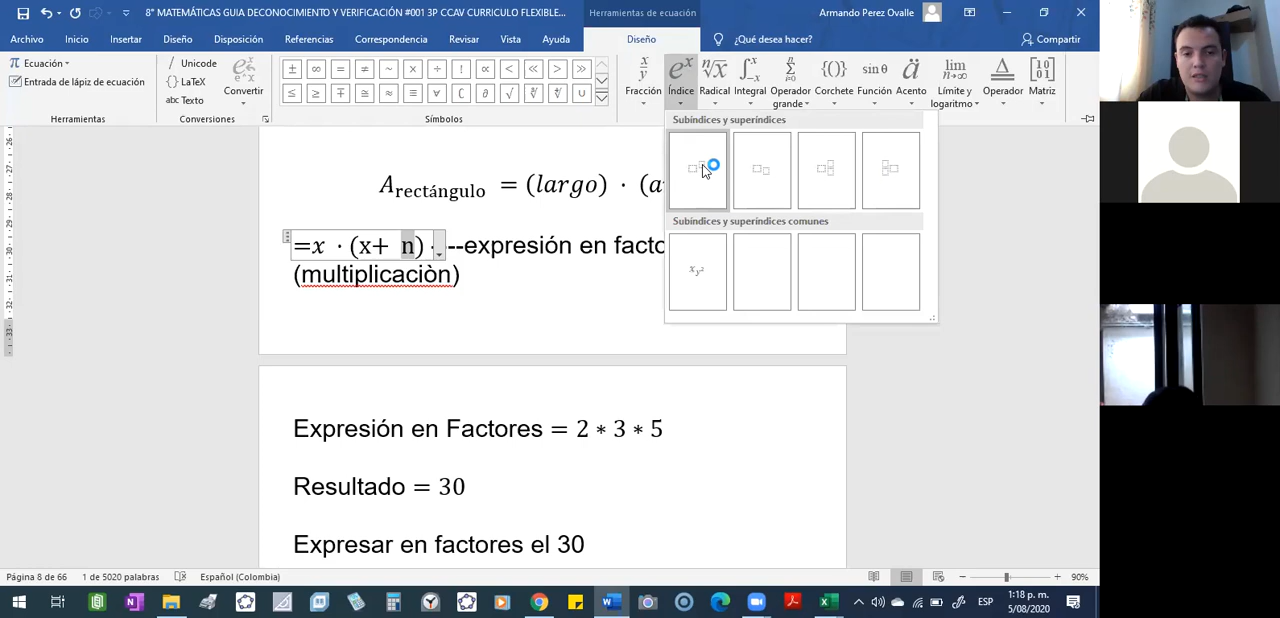 8° MATEMÁTICAS GUIA DECONOCIMIENTO Y VERIFICACIÓN #001 3P CCAV CURRICULO FLEXIBLE...
Herramientas de ecuación
Armando Perez Ovalle
Archivo Inicio Insertar Diseño Disposición Referencias Correspondencia Revisar Vista Ayuda Diseño ¿Qué desea hacer? Compartir
π Ecuación
Entrada de lápiz de ecuación
Herramientas
/ Unicode
{} LaTeX
abc Texto
Convertir
Conversiones
± ∞ = ≠ ~ × ÷ ! ∝ < ≪ > ≫
≤ ≥ ∓ ≅ ≈ ≡ ∀ ∁ ∂ √ ∛ ∜ ∪
Símbolos
Fracción Índice Radical Integral Operador grande Corchete Función Acento Límite y logaritmo Operador Matriz
Subíndices y superíndices
Subíndices y superíndices comunes
x y²
A rectángulo = (largo) · (a
=x · (x+ n) --expresión en facto
(multiplicaciòn)
Expresión en Factores = 2 ∗ 3 ∗ 5
Resultado = 30
Expresar en factores el 30
Página 8 de 66 1 de 5020 palabras Español (Colombia) 90%
ESP
1:18 p. m.
5/08/2020